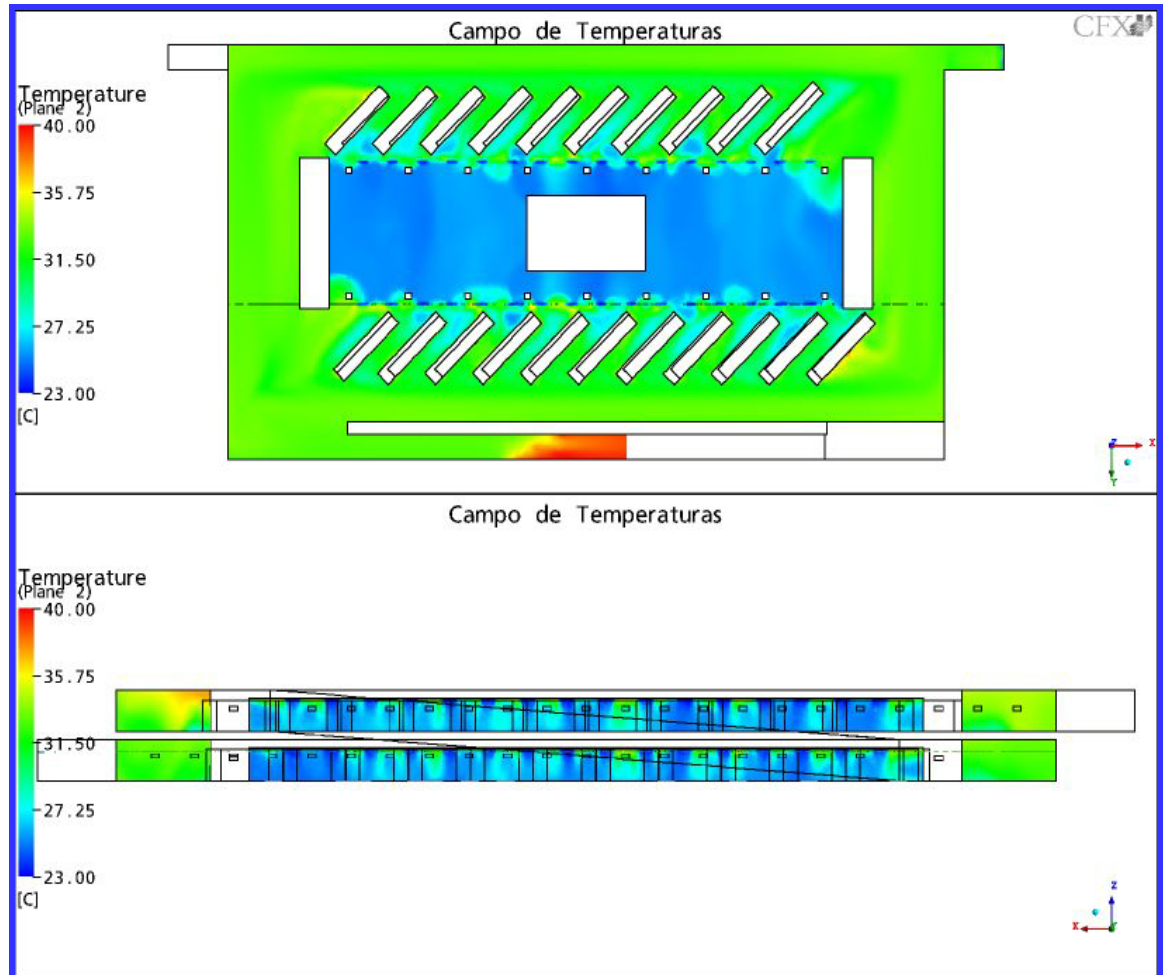 Campo de Temperaturas
CFX
Temperature
(Plane 2)
40.00
35.75
31.50
27.25
23.00
[C]
X
Z
Y
Campo de Temperaturas
Temperature
(Plane 2)
40.00
35.75
31.50
27.25
23.00
[C]
Z
X